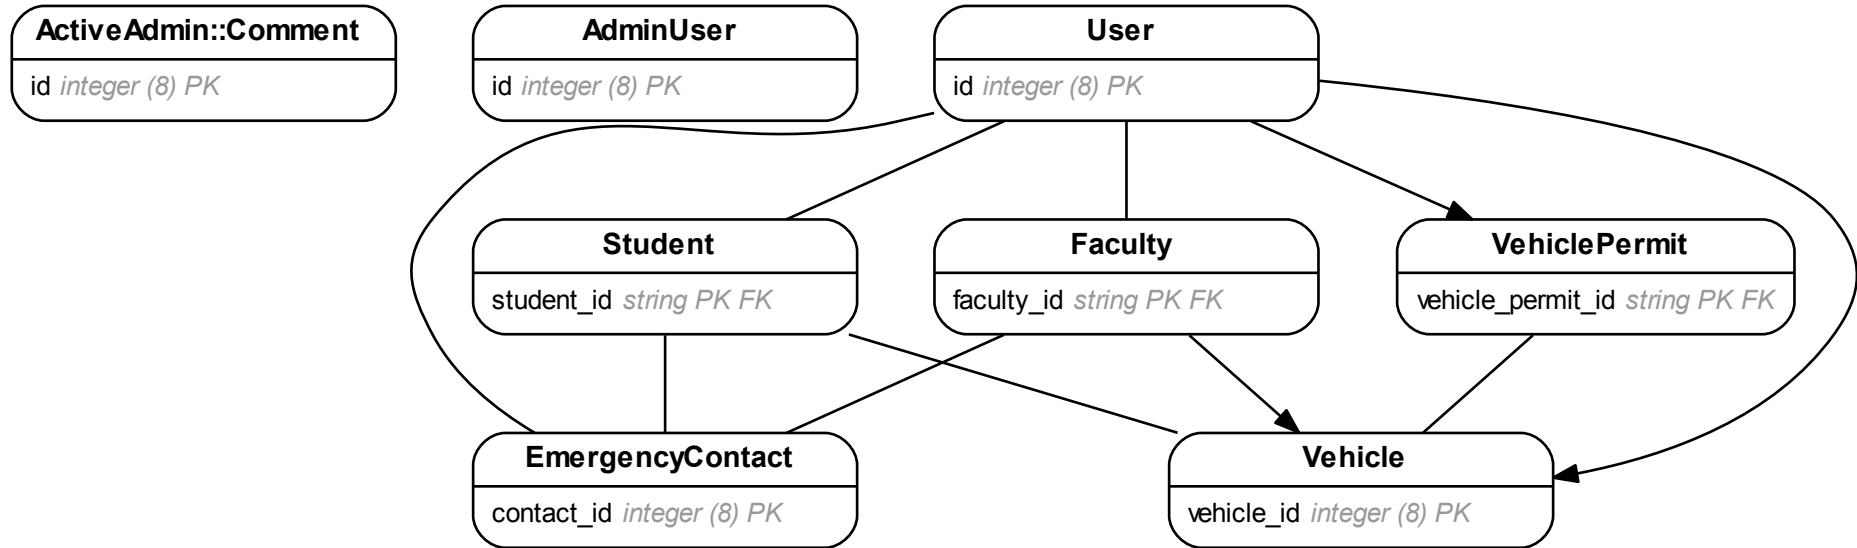 ActiveAdmin::Comment
id integer (8) PK
AdminUser
id integer (8) PK
User
id integer (8) PK
Student
student_id string PK FK
Faculty
faculty_id string PK FK
VehiclePermit
vehicle_permit_id string PK FK
EmergencyContact
contact_id integer (8) PK
Vehicle
vehicle_id integer (8) PK